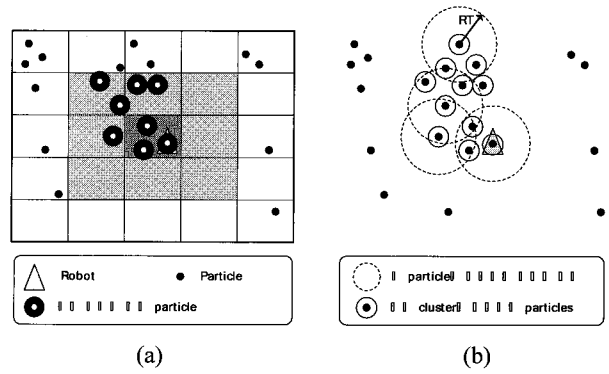 RT
Robot
Particle
particle
particle
cluster particles
(a)
(b)